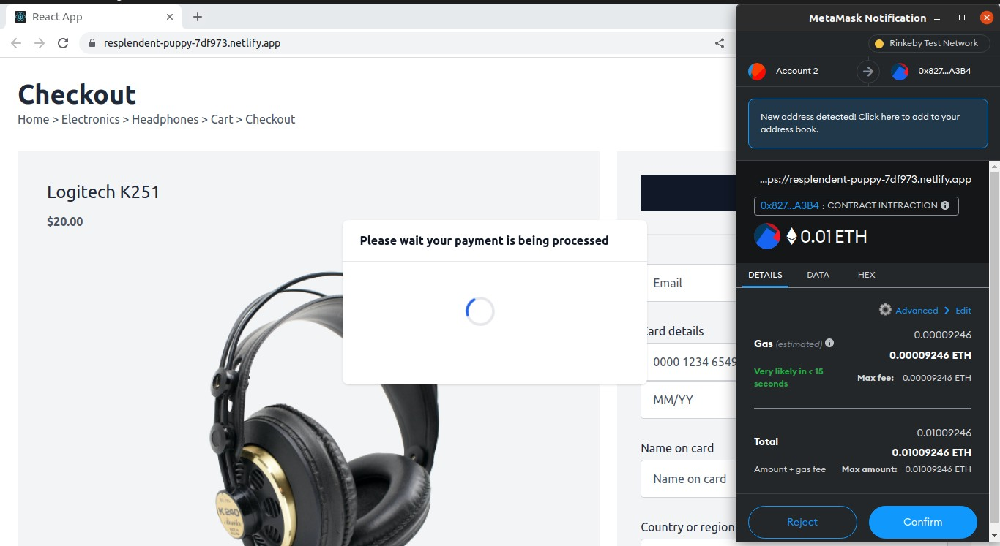 React App
resplendent-puppy-7df973.netlify.app
Checkout
Home > Electronics > Headphones > Cart > Checkout
Logitech K251
$20.00
K 240
Please wait your payment is being processed
Email
ard details
0000 1234 6549
MM/YY
Name on card
Name on card
Country or region
MetaMask Notification
Rinkeby Test Network
Account 2
0x827...A3B4
New address detected! Click here to add to your
address book.
...ps://resplendent-puppy-7df973.netlify.app
0x827...A3B4 : CONTRACT INTERACTION
0.01 ETH
DETAILS DATA HEX
Advanced Edit
0.00009246
Gas (estimated) 0.00009246 ETH
Very likely in < 15
seconds
Max fee: 0.00009246 ETH
0.01009246
Total 0.01009246 ETH
Amount + gas fee Max amount: 0.01009246 ETH
Reject Confirm